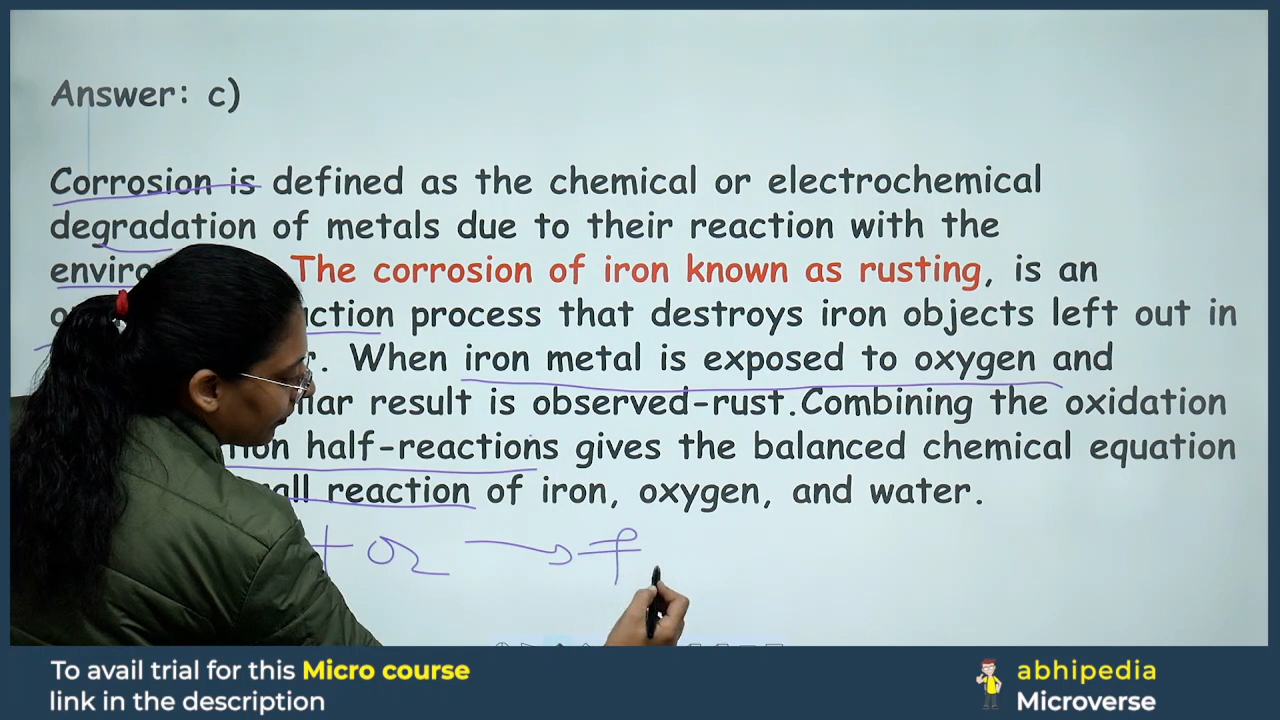 Answer: c)
Corrosion is defined as the chemical or electrochemical
degradation of metals due to their reaction with the
The corrosion of iron known as rusting, is an
process that destroys iron objects left out in
When iron metal is exposed to oxygen and
result is observed-rust.Combining the oxidation
half-reactions gives the balanced chemical equation
reaction of iron, oxygen, and water.
+ O2 → F
To avail trial for this Micro course
link in the description
abhipedia
Microverse